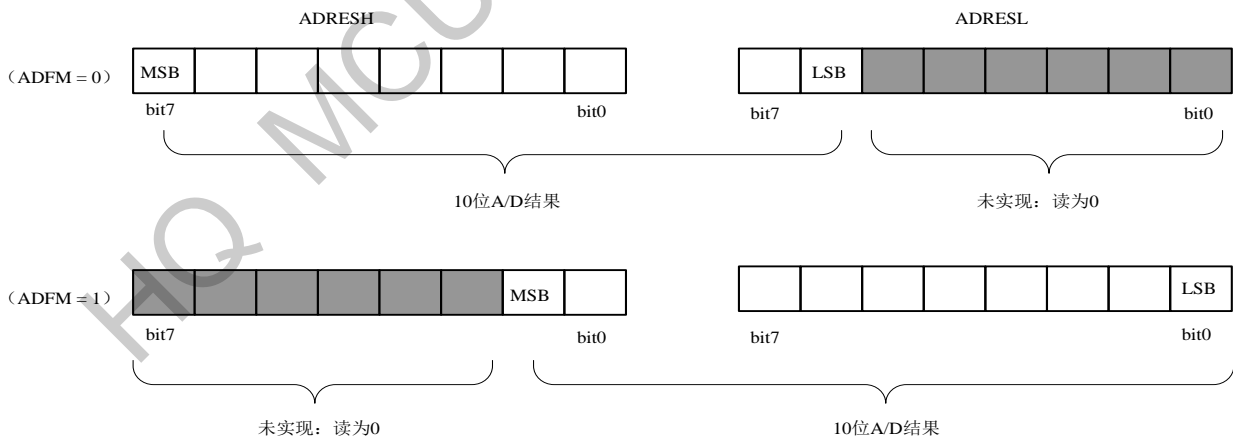 ADRESH ADRESL
（ADFM = 0） MSB LSB
bit7 bit0 bit7 bit0
10位A/D结果 未实现：读为0
（ADFM = 1） MSB LSB
bit7 bit0 bit7 bit0
未实现：读为0 10位A/D结果
HQ MCU